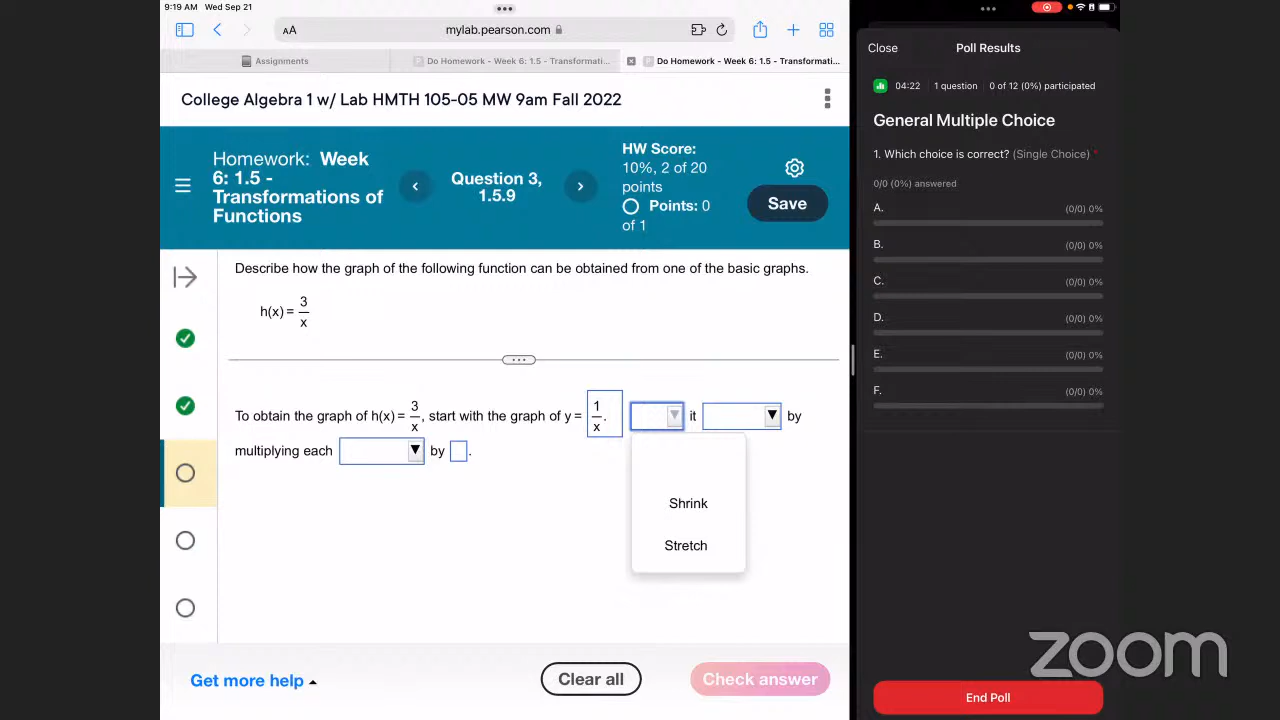 9:19 AM Wed Sep 21
AA
mylab.pearson.com
Assignments
Do Homework - Week 6: 1.5 - Transformati...
Do Homework - Week 6: 1.5 - Transformati...
College Algebra 1 w/ Lab HMTH 105-05 MW 9am Fall 2022
Homework: Week
6: 1.5 -
Transformations of
Functions
Question 3,
1.5.9
HW Score:
10%, 2 of 20
points
Points: 0
of 1
Save
Describe how the graph of the following function can be obtained from one of the basic graphs.
h(x) = 3/x
To obtain the graph of h(x) = 3/x, start with the graph of y = 1/x. it by
multiplying each by .
Shrink
Stretch
Get more help
Clear all
Check answer
Close
Poll Results
04:22 1 question 0 of 12 (0%) participated
General Multiple Choice
1. Which choice is correct? (Single Choice) *
0/0 (0%) answered
A. (0/0) 0%
B. (0/0) 0%
C. (0/0) 0%
D. (0/0) 0%
E. (0/0) 0%
F. (0/0) 0%
End Poll
zoom